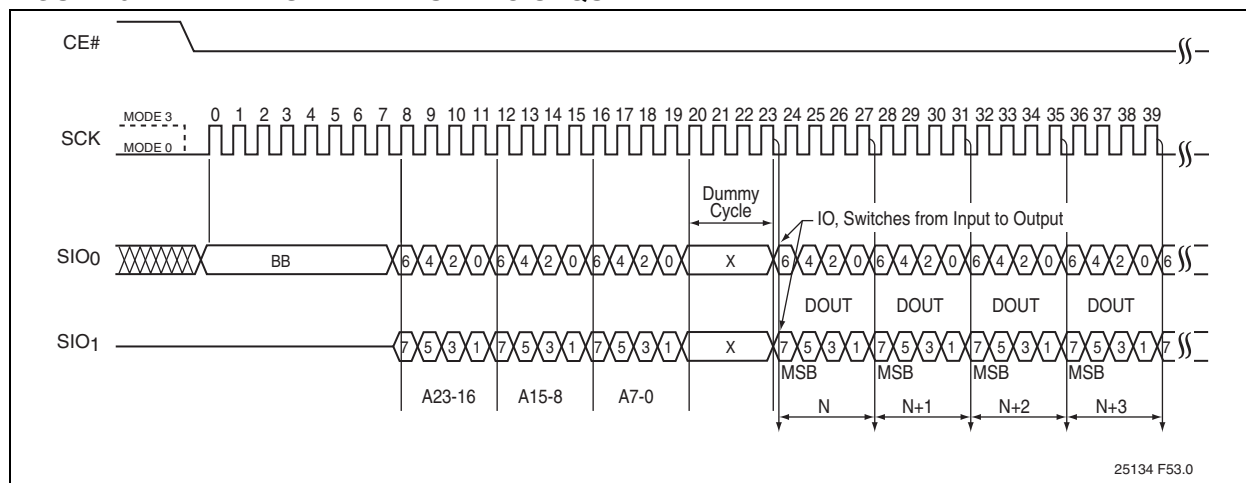 CE#
MODE 3
0 1 2 3 4 5 6 7 8 9 10 11 12 13 14 15 16 17 18 19 20 21 22 23 24 25 26 27 28 29 30 31 32 33 34 35 36 37 38 39
SCK
MODE 0
Dummy
Cycle
IO, Switches from Input to Output
SIO0
BB 6 4 2 0 6 4 2 0 6 4 2 0 X 6 4 2 0 6 4 2 0 6 4 2 0 6 4 2 0 6
DOUT DOUT DOUT DOUT
SIO1
7 5 3 1 7 5 3 1 7 5 3 1 X 7 5 3 1 7 5 3 1 7 5 3 1 7 5 3 1 7
MSB MSB MSB MSB
A23-16 A15-8 A7-0
N N+1 N+2 N+3
25134 F53.0